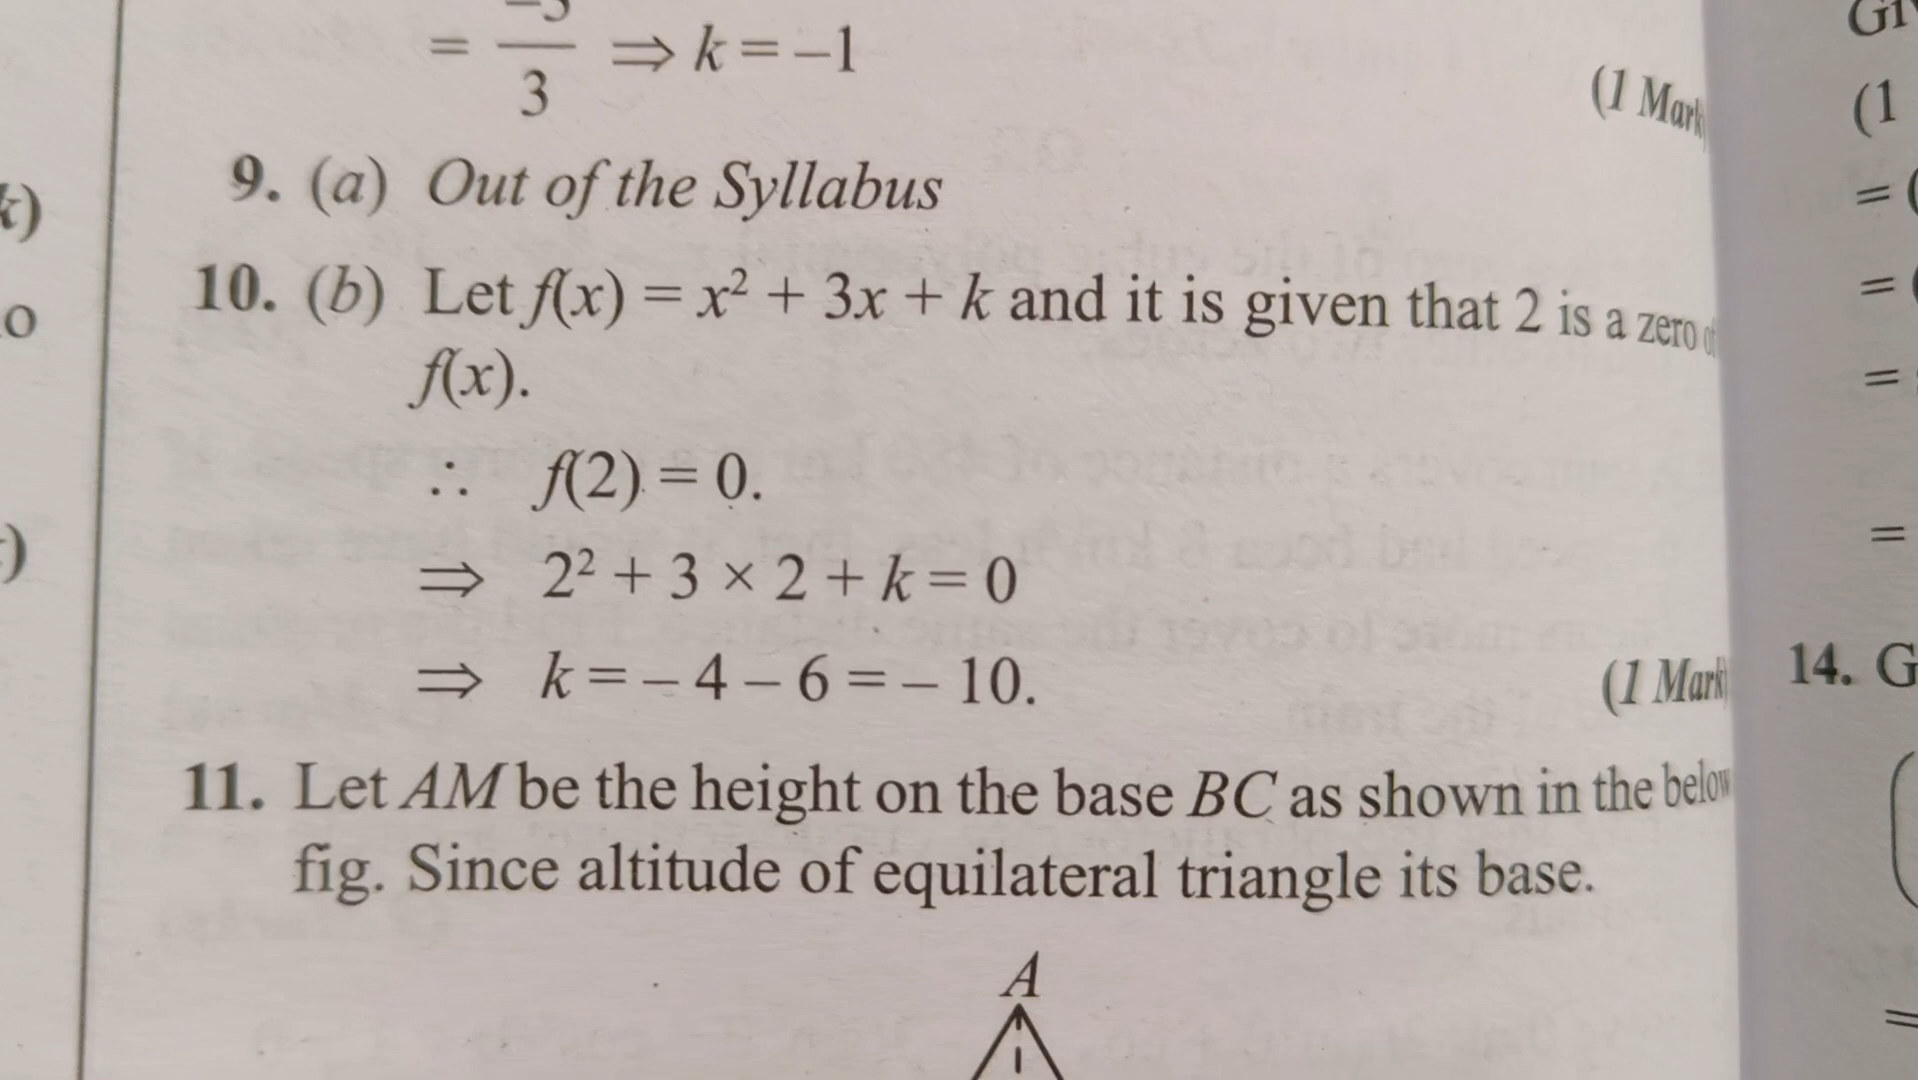 = 3 ⇒ k = –1
(1 Mark
9. (a) Out of the Syllabus
10. (b) Let f(x) = x² + 3x + k and it is given that 2 is a zero of
f(x).
∴ f(2) = 0.
⇒ 2² + 3 × 2 + k = 0
⇒ k = – 4 – 6 = – 10.
(1 Mark)
11. Let AM be the height on the base BC as shown in the below
fig. Since altitude of equilateral triangle its base.
A
(1
=
=
=
=
14. G
=